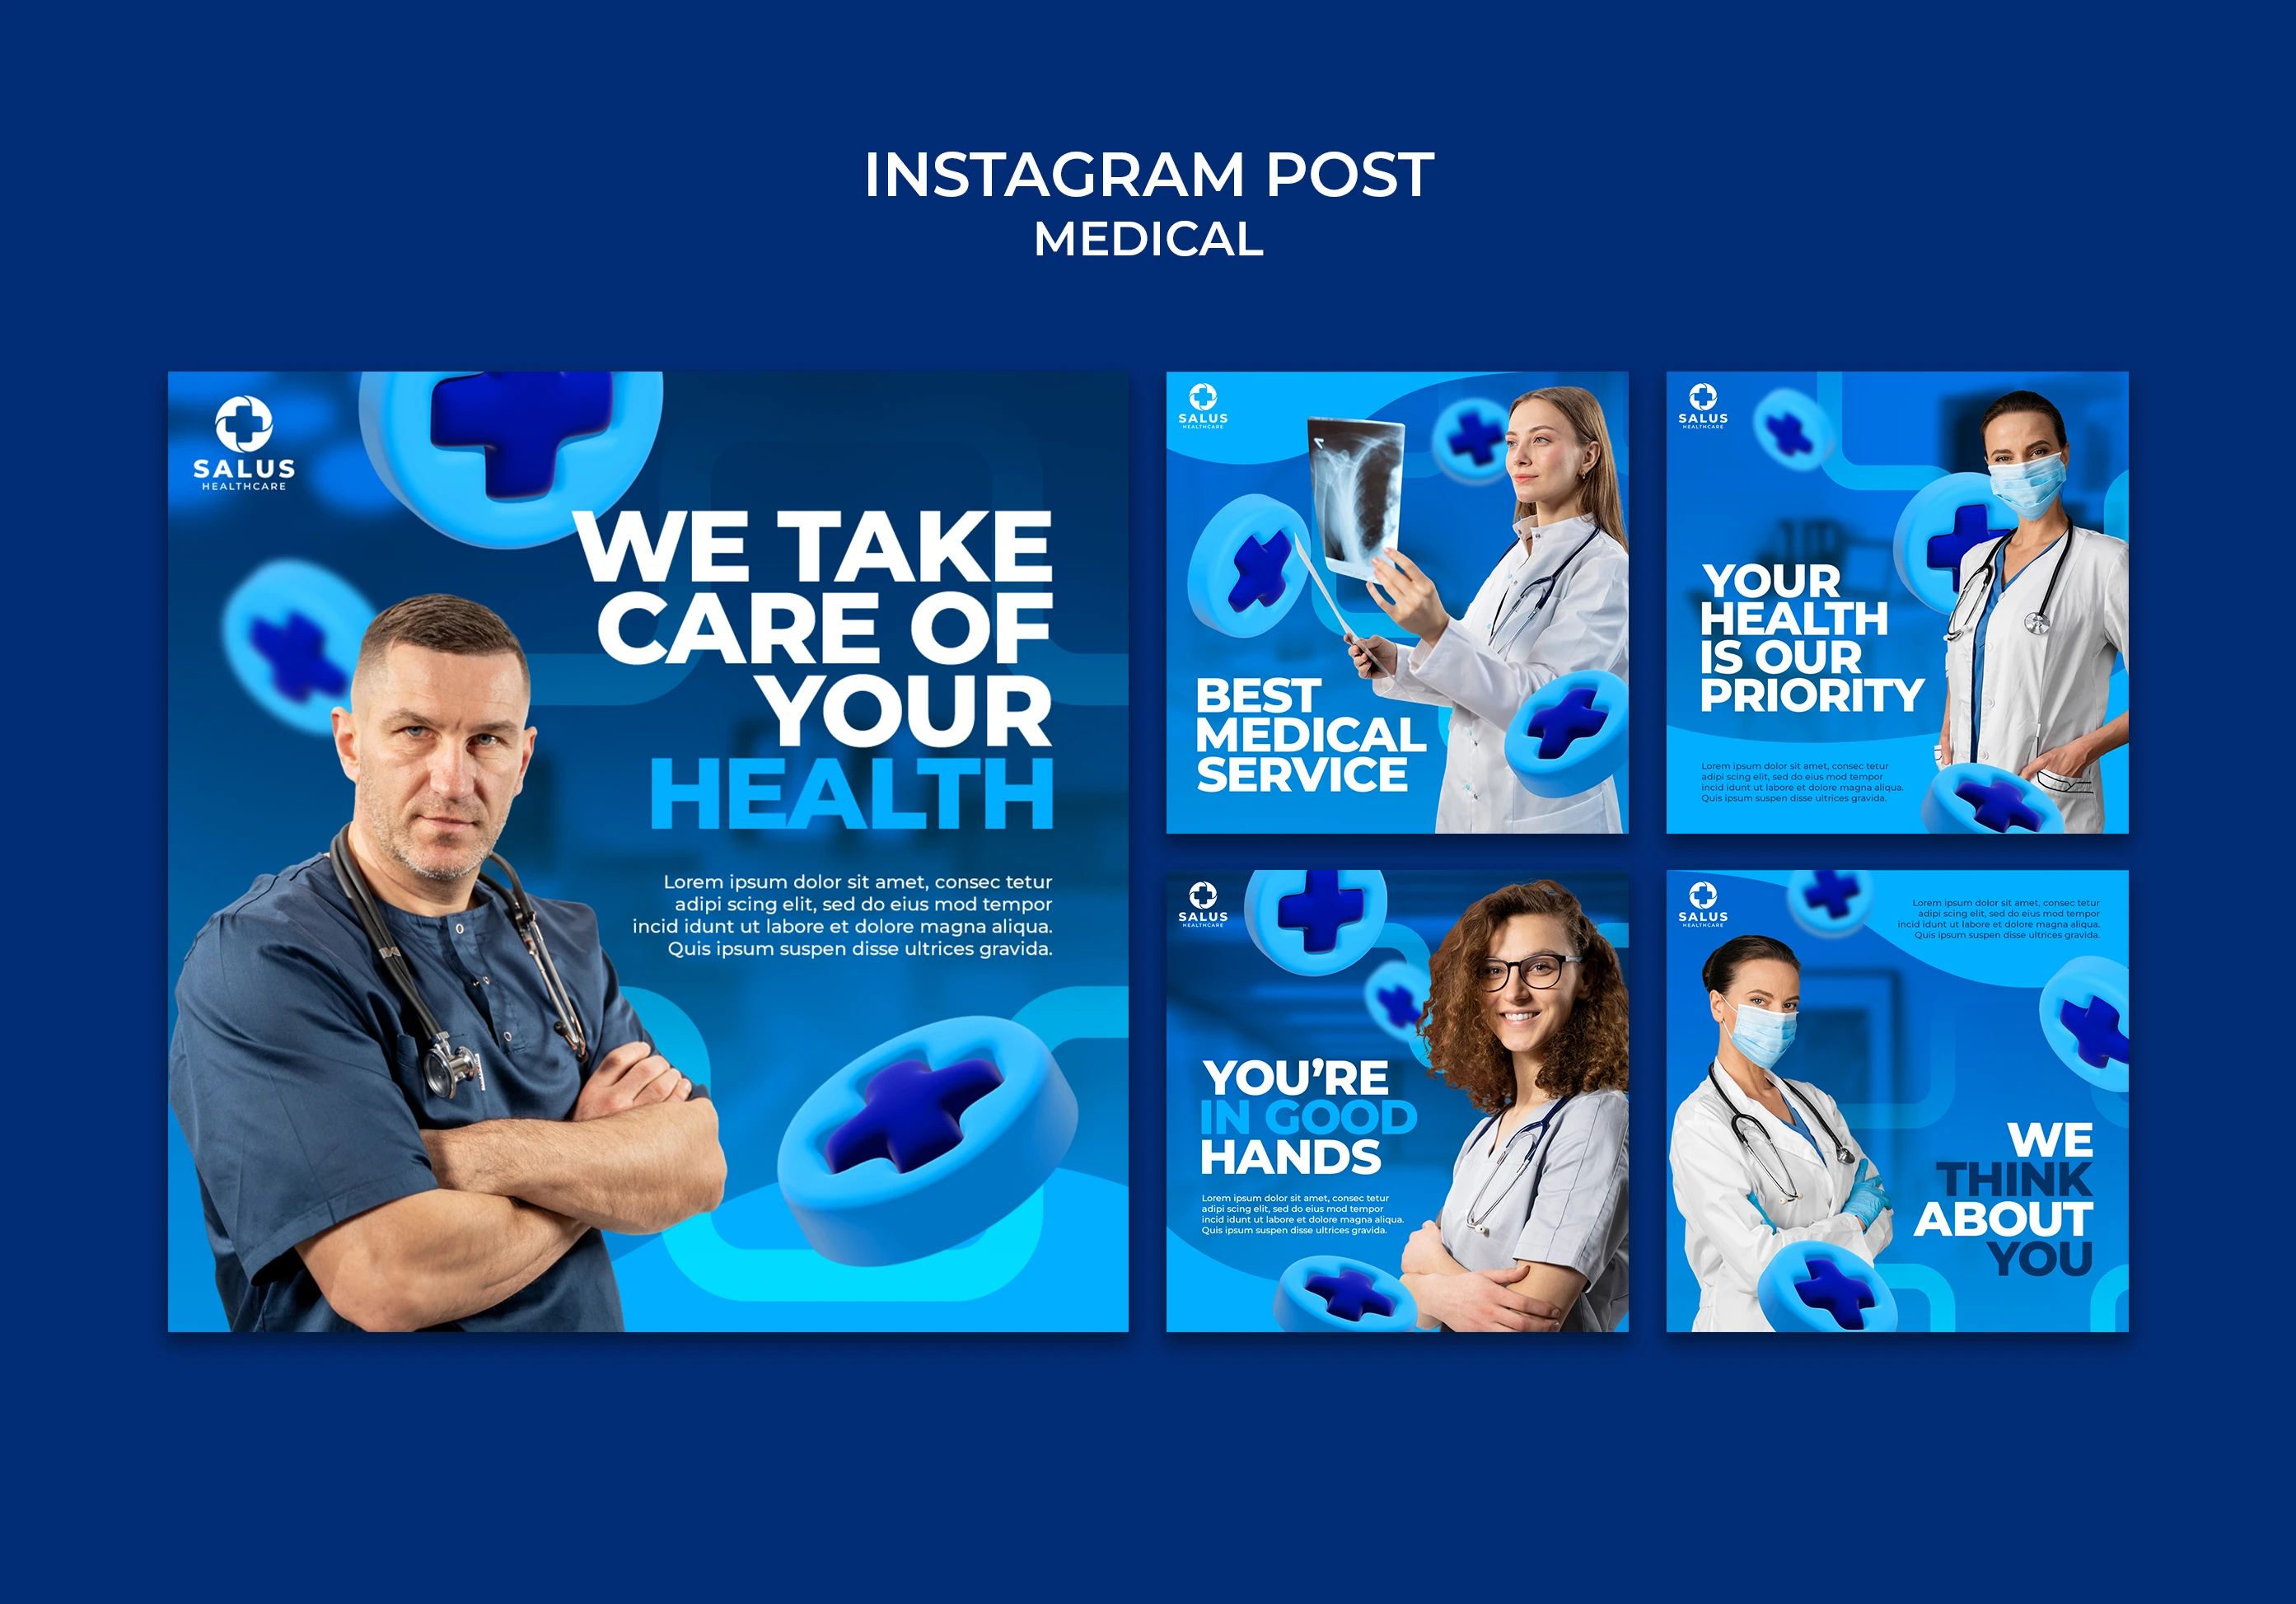 INSTAGRAM POST
MEDICAL
SALUS
HEALTHCARE
WE TAKE
CARE OF
YOUR
HEALTH
Lorem ipsum dolor sit amet, consec tetur
adipi scing elit, sed do eius mod tempor
incid idunt ut labore et dolore magna aliqua.
Quis ipsum suspen disse ultrices gravida.
SALUS
HEALTHCARE
BEST
MEDICAL
SERVICE
SALUS
HEALTHCARE
YOUR
HEALTH
IS OUR
PRIORITY
Lorem ipsum dolor sit amet, consec tetur
adipi scing elit, sed do eius mod tempor
incid idunt ut labore et dolore magna aliqua.
Quis ipsum suspen disse ultrices gravida.
SALUS
HEALTHCARE
YOU’RE
IN GOOD
HANDS
Lorem ipsum dolor sit amet, consec tetur
adipi scing elit, sed do eius mod tempor
incid idunt ut labore et dolore magna aliqua.
Quis ipsum suspen disse ultrices gravida.
SALUS
HEALTHCARE
Lorem ipsum dolor sit amet, consec tetur
adipi scing elit, sed do eius mod tempor
incid idunt ut labore et dolore magna aliqua.
Quis ipsum suspen disse ultrices gravida.
WE
THINK
ABOUT
YOU